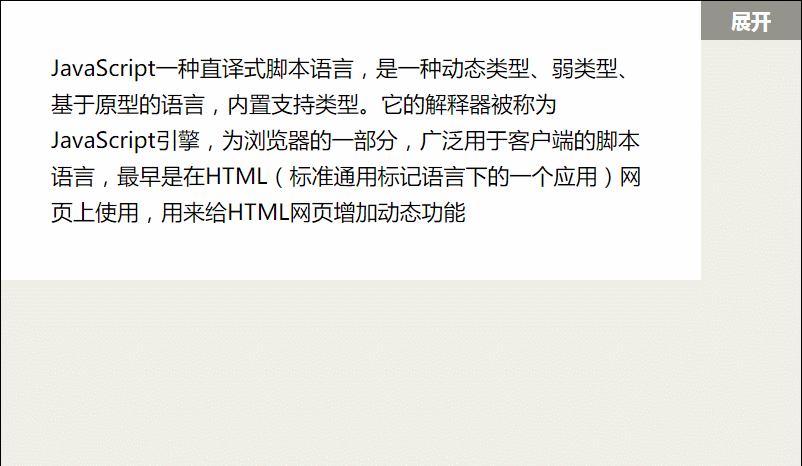 展开
JavaScript一种直译式脚本语言，是一种动态类型、弱类型、
基于原型的语言，内置支持类型。它的解释器被称为
JavaScript引擎，为浏览器的一部分，广泛用于客户端的脚本
语言，最早是在HTML（标准通用标记语言下的一个应用）网
页上使用，用来给HTML网页增加动态功能